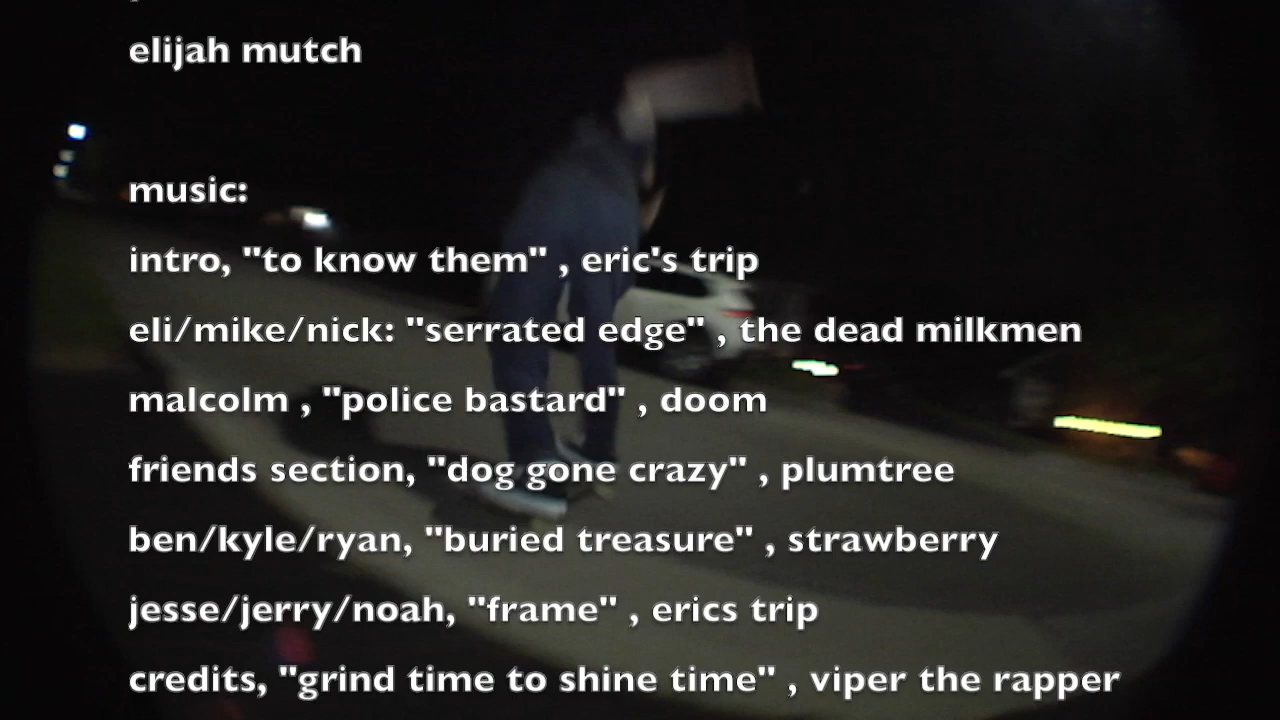 elijah mutch
music:
intro, "to know them" , eric's trip
eli/mike/nick: "serrated edge" , the dead milkmen
malcolm , "police bastard" , doom
friends section, "dog gone crazy" , plumtree
ben/kyle/ryan, "buried treasure" , strawberry
jesse/jerry/noah, "frame" , erics trip
credits, "grind time to shine time" , viper the rapper